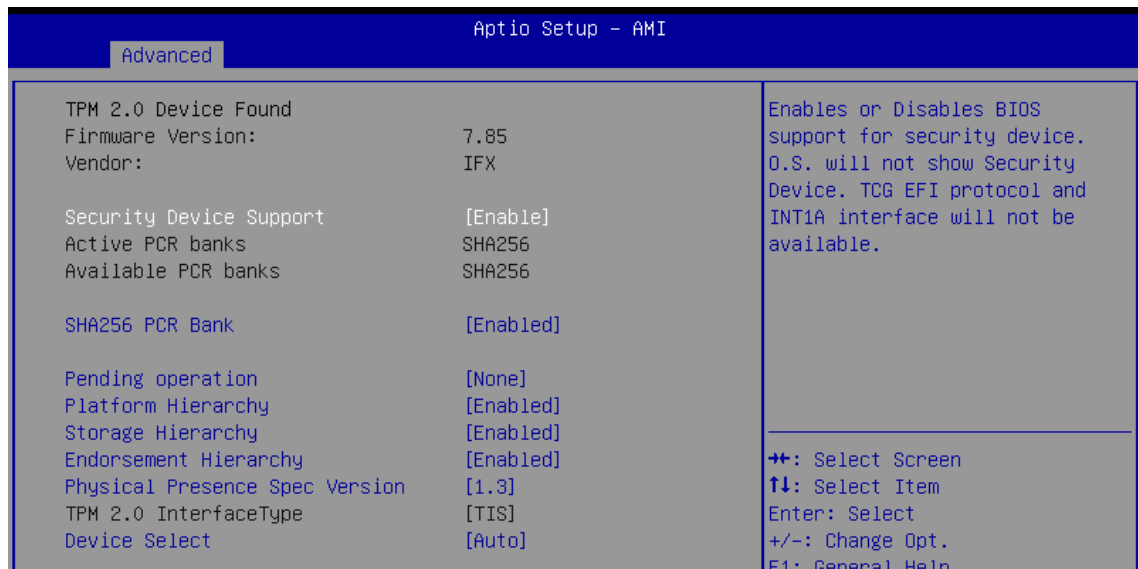 Aptio Setup - AMI
Advanced
TPM 2.0 Device Found
Firmware Version: 7.85
Vendor: IFX
Security Device Support [Enable]
Active PCR banks SHA256
Available PCR banks SHA256
SHA256 PCR Bank [Enabled]
Pending operation [None]
Platform Hierarchy [Enabled]
Storage Hierarchy [Enabled]
Endorsement Hierarchy [Enabled]
Physical Presence Spec Version [1.3]
TPM 2.0 InterfaceType [TIS]
Device Select [Auto]
Enables or Disables BIOS
support for security device.
O.S. will not show Security
Device. TCG EFI protocol and
INT1A interface will not be
available.
→←: Select Screen
↑↓: Select Item
Enter: Select
+/-: Change Opt.
F1: General Help